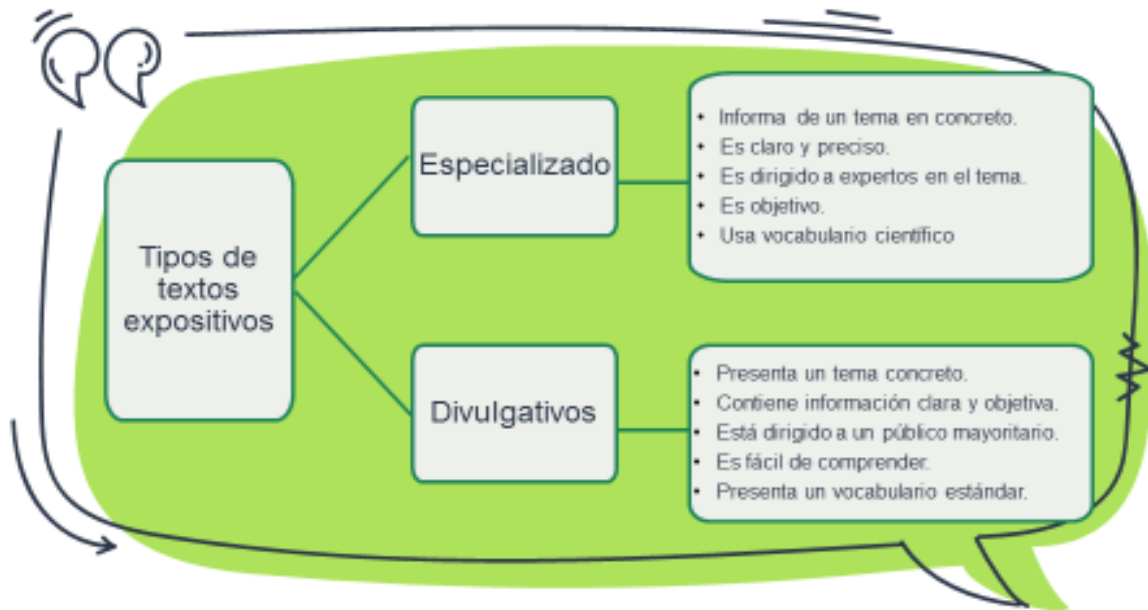 Tipos de
textos
expositivos
Especializado
• Informa de un tema en concreto.
• Es claro y preciso.
• Es dirigido a expertos en el tema.
• Es objetivo.
• Usa vocabulario científico
Divulgativos
• Presenta un tema concreto.
• Contiene información clara y objetiva.
• Está dirigido a un público mayoritario.
• Es fácil de comprender.
• Presenta un vocabulario estándar.